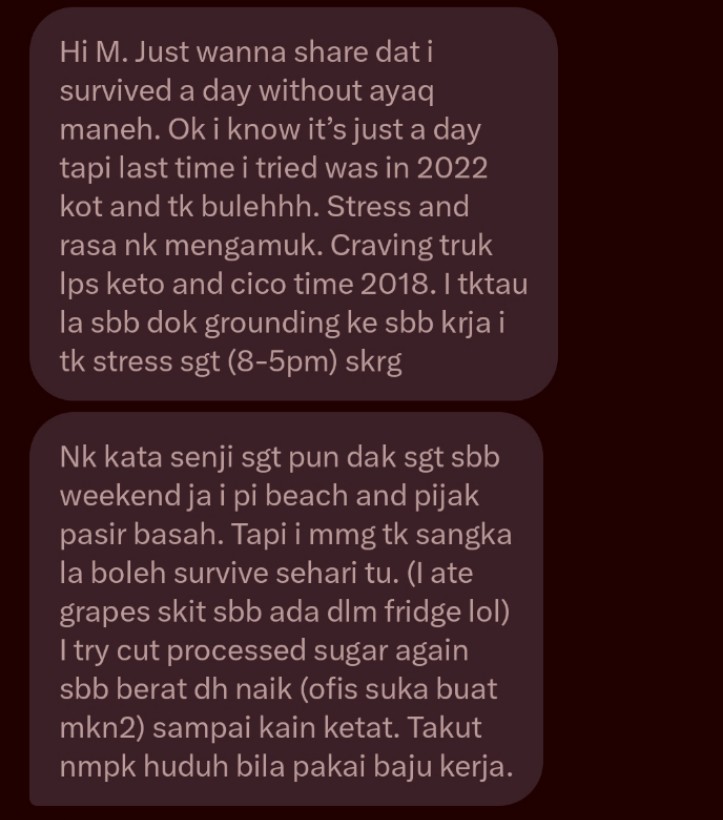 Hi M. Just wanna share dat i
survived a day without ayaq
maneh. Ok i know it’s just a day
tapi last time i tried was in 2022
kot and tk bulehhh. Stress and
rasa nk mengamuk. Craving truk
lps keto and cico time 2018. I tktau
la sbb dok grounding ke sbb krja i
tk stress sgt (8-5pm) skrg
Nk kata senji sgt pun dak sgt sbb
weekend ja i pi beach and pijak
pasir basah. Tapi i mmg tk sangka
la boleh survive sehari tu. (I ate
grapes skit sbb ada dlm fridge lol)
I try cut processed sugar again
sbb berat dh naik (ofis suka buat
mkn2) sampai kain ketat. Takut
nmpk huduh bila pakai baju kerja.